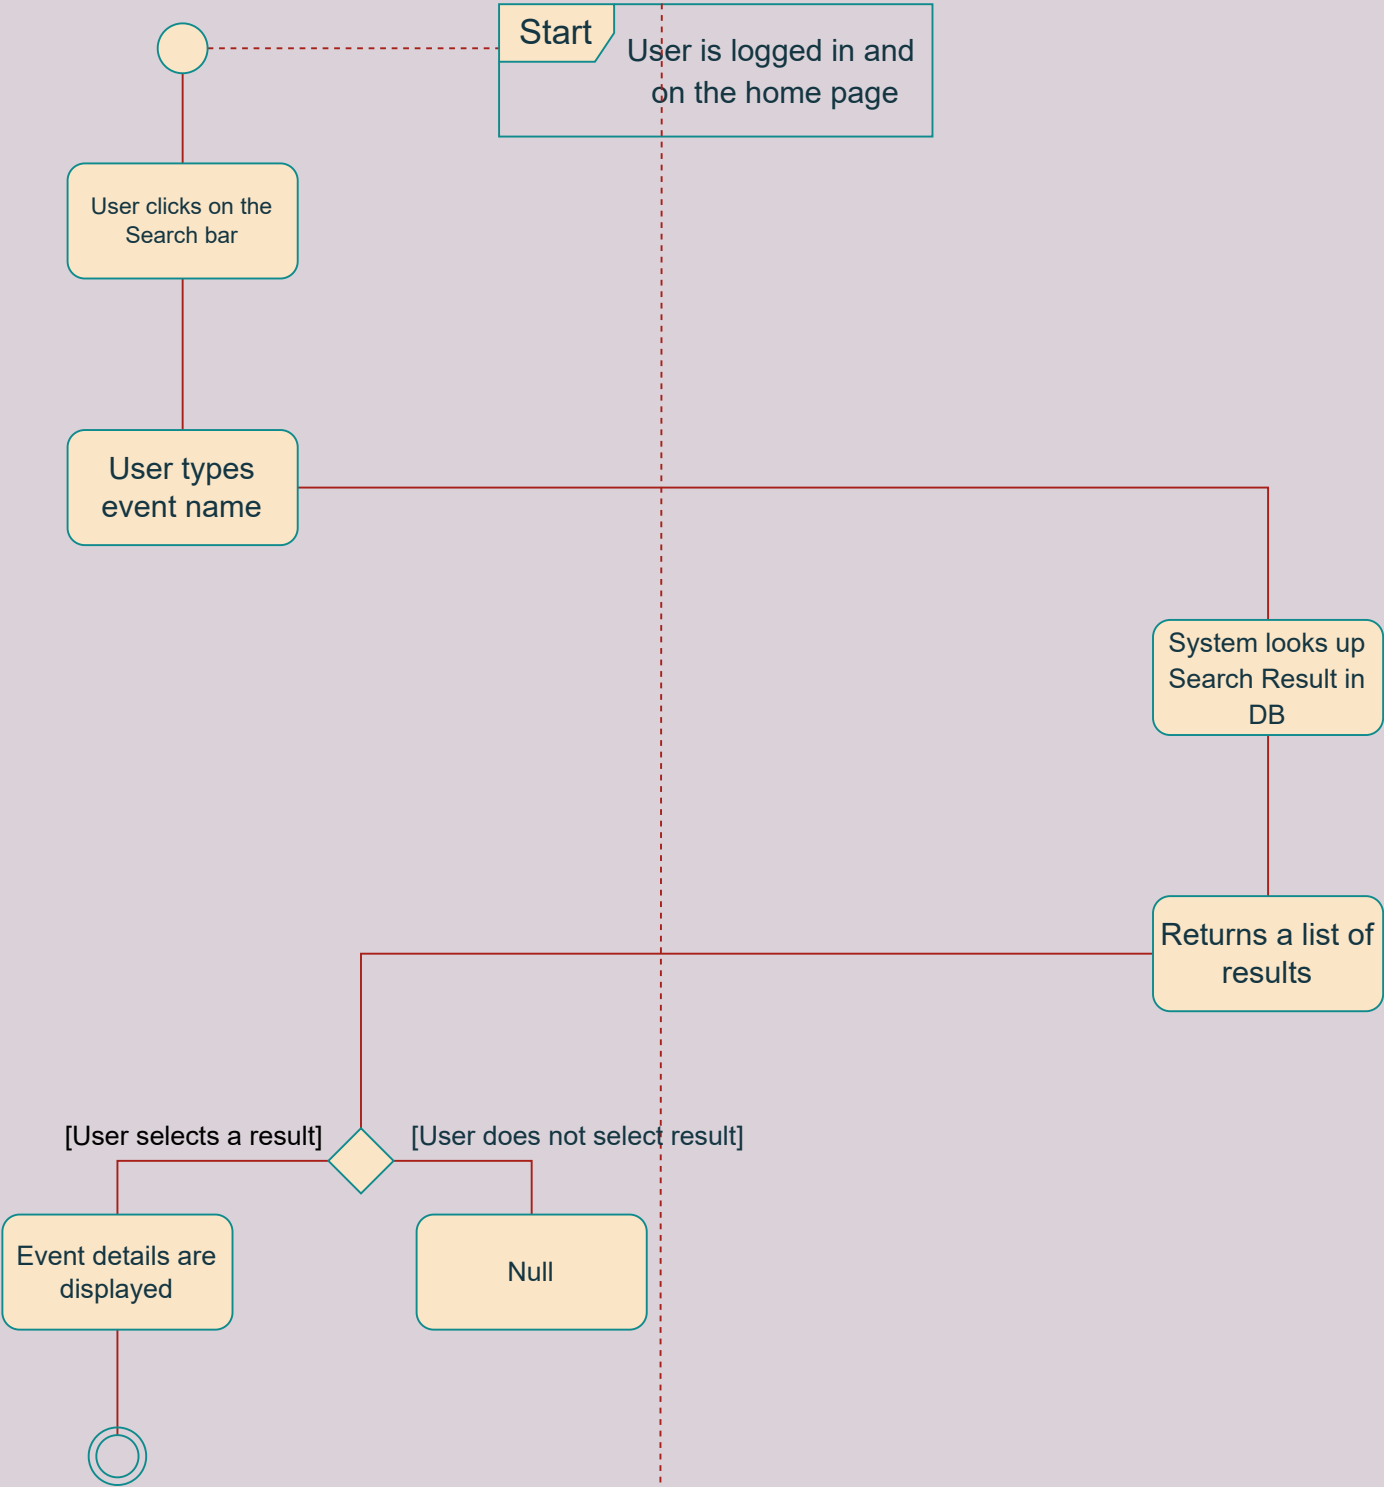 Start
User is logged in and
on the home page
User clicks on the
Search bar
User types
event name
System looks up
Search Result in
DB
Returns a list of
results
[User selects a result]
[User does not select result]
Event details are
displayed
Null